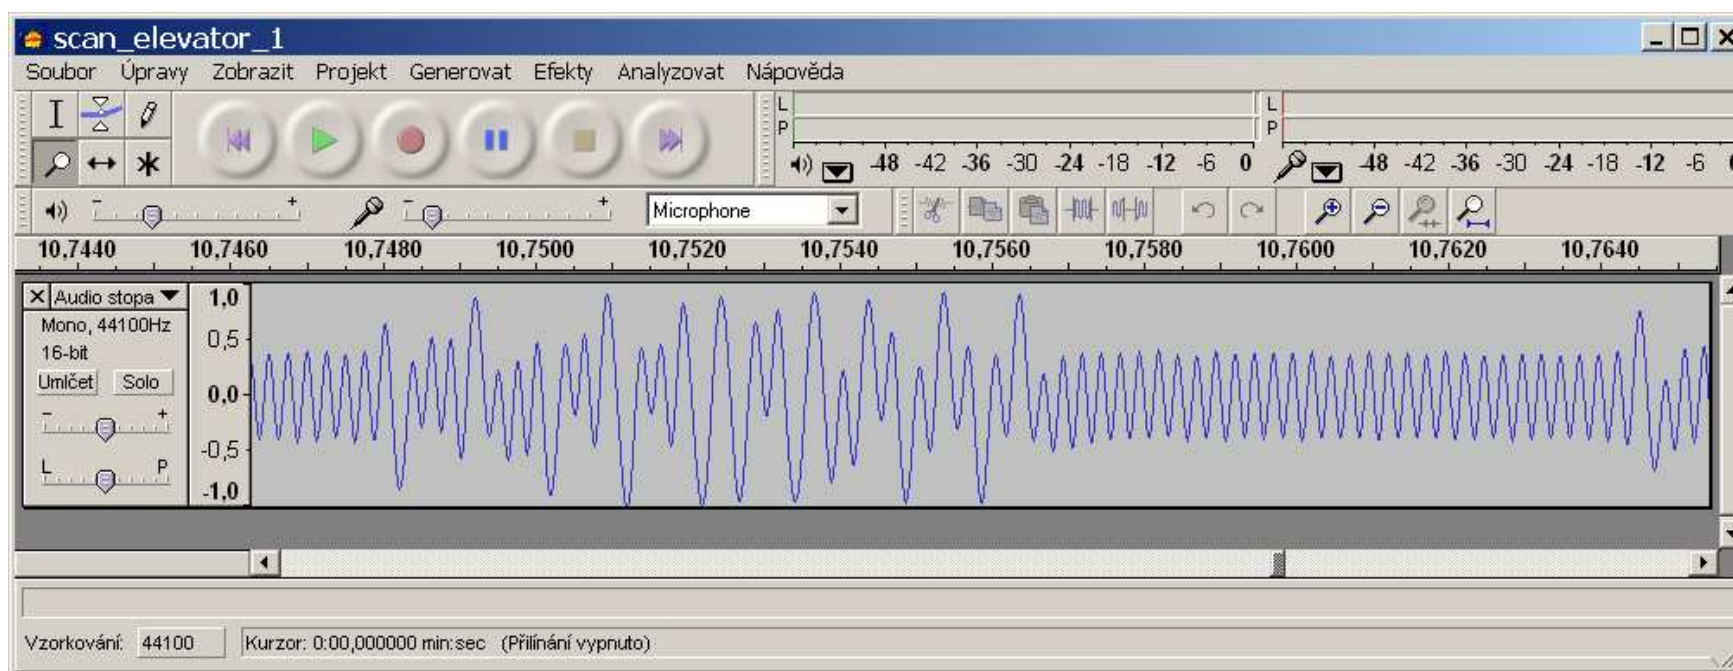 scan_elevator_1
Soubor Úpravy Zobrazit Projekt Generovat Efekty Analyzovat Nápověda
L
P
-48 -42 -36 -30 -24 -18 -12 -6 0
L
P
-48 -42 -36 -30 -24 -18 -12 -6
- +
- +
Microphone
10,7440 10,7460 10,7480 10,7500 10,7520 10,7540 10,7560 10,7580 10,7600 10,7620 10,7640
Audio stopa
Mono, 44100Hz
16-bit
Umlčet Solo
- +
L P
1,0
0,5
0,0
-0,5
-1,0
Vzorkování: 44100 Kurzor: 0:00,000000 min:sec (Přilínání vypnuto)